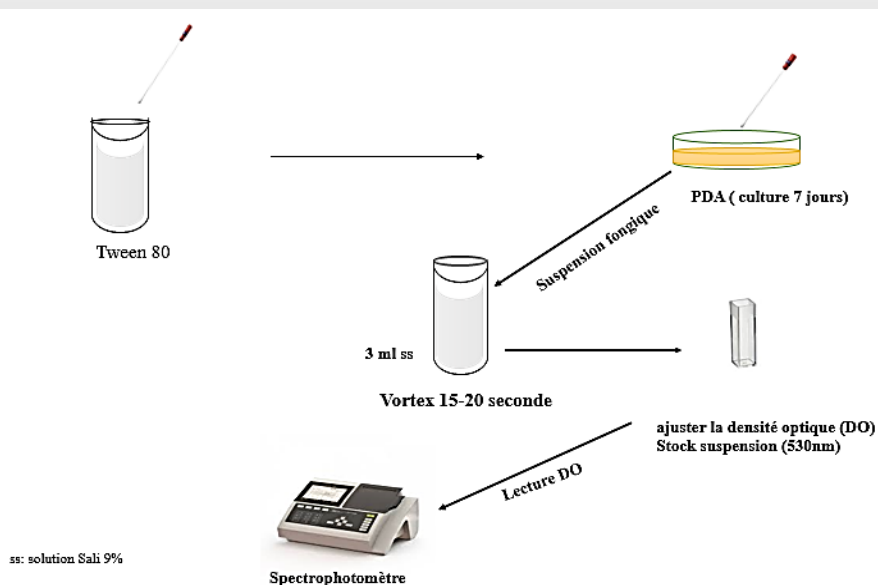 Tween 80
PDA ( culture 7 jours)
Suspension fongique
3 ml ss
Vortex 15-20 seconde
ajuster la densité optique (DO)
Stock suspension (530nm)
Lecture DO
ss: solution Sali 9%
Spectrophotomètre